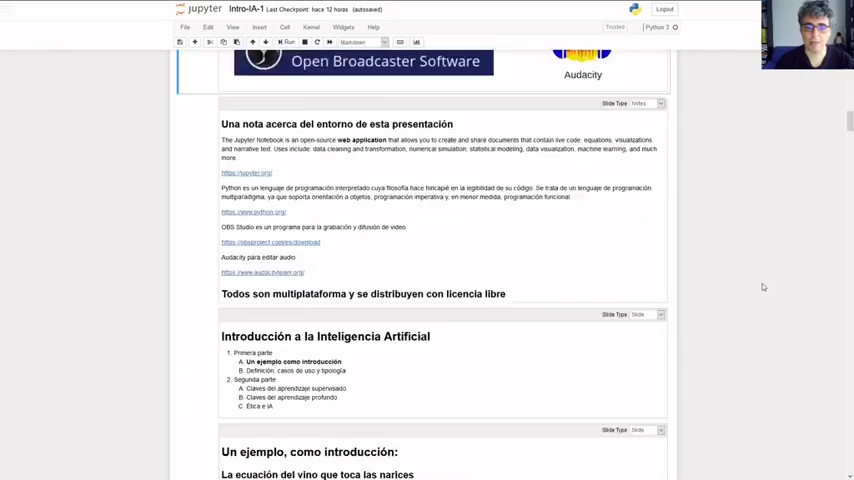 jupyter Intro-IA-1 Last Checkpoint: hace 12 horas (autosaved)
Logout
File Edit View Insert Cell Kernel Widgets Help
Trusted
Python 3
Run
Markdown
Open Broadcaster Software
Audacity
Slide Type Notes
Una nota acerca del entorno de esta presentación
The Jupyter Notebook is an open-source web application that allows you to create and share documents that contain live code, equations, visualizations
and narrative text. Uses include: data cleaning and transformation, numerical simulation, statistical modeling, data visualization, machine learning, and much
more.
https://jupyter.org/
Python es un lenguaje de programación interpretado cuya filosofía hace hincapié en la legibilidad de su código. Se trata de un lenguaje de programación
multiparadigma, ya que soporta orientación a objetos, programación imperativa y, en menor medida, programación funcional
https://www.python.org/
OBS Studio es un programa para la grabación y difusión de video
https://obsproject.com/es/download
Audacity para editar audio
https://www.audacityteam.org/
Todos son multiplataforma y se distribuyen con licencia libre
Slide Type Slide
Introducción a la Inteligencia Artificial
1. Primera parte
A. Un ejemplo como introducción
B. Definición, casos de uso y tipología
2. Segunda parte
A. Claves del aprendizaje supervisado
B. Claves del aprendizaje profundo
C. Ética e IA
Slide Type Slide
Un ejemplo, como introducción:
La ecuación del vino que toca las narices